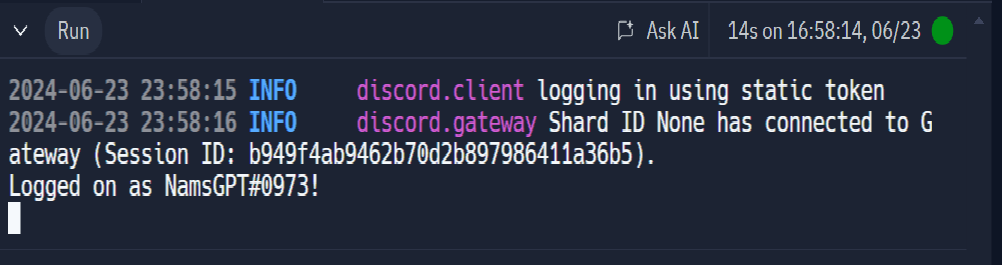 Run
Ask AI
14s on 16:58:14, 06/23
2024-06-23 23:58:15 INFO     discord.client logging in using static token
2024-06-23 23:58:16 INFO     discord.gateway Shard ID None has connected to G
ateway (Session ID: b949f4ab9462b70d2b897986411a36b5).
Logged on as NamsGPT#0973!